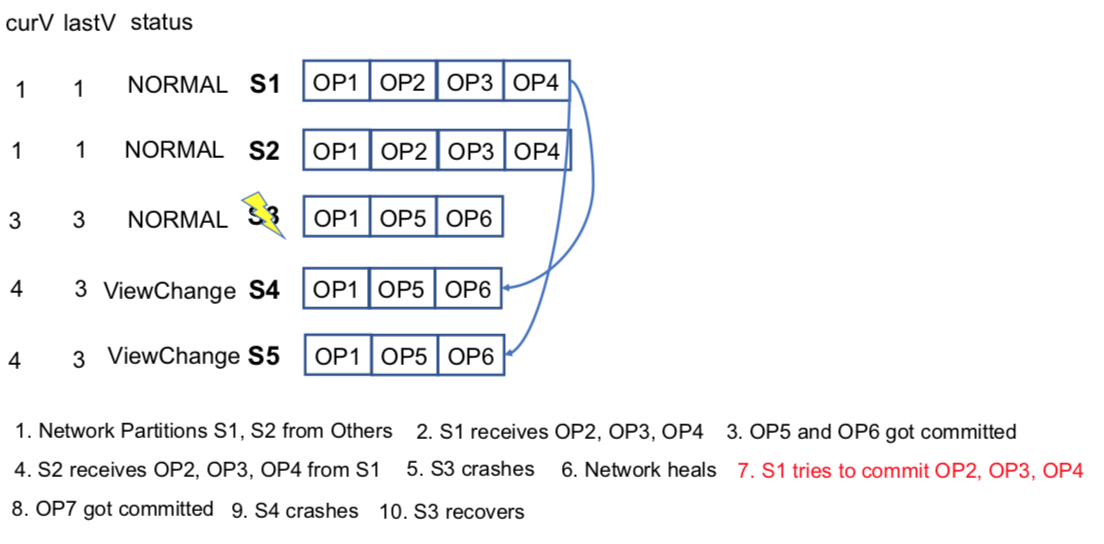 curV lastV status
1 1 NORMAL S1 OP1 OP2 OP3 OP4
1 1 NORMAL S2 OP1 OP2 OP3 OP4
3 3 NORMAL S3 OP1 OP5 OP6
4 3 ViewChange S4 OP1 OP5 OP6
4 3 ViewChange S5 OP1 OP5 OP6
1. Network Partitions S1, S2 from Others 2. S1 receives OP2, OP3, OP4 3. OP5 and OP6 got committed
4. S2 receives OP2, OP3, OP4 from S1 5. S3 crashes 6. Network heals 7. S1 tries to commit OP2, OP3, OP4
8. OP7 got committed 9. S4 crashes 10. S3 recovers